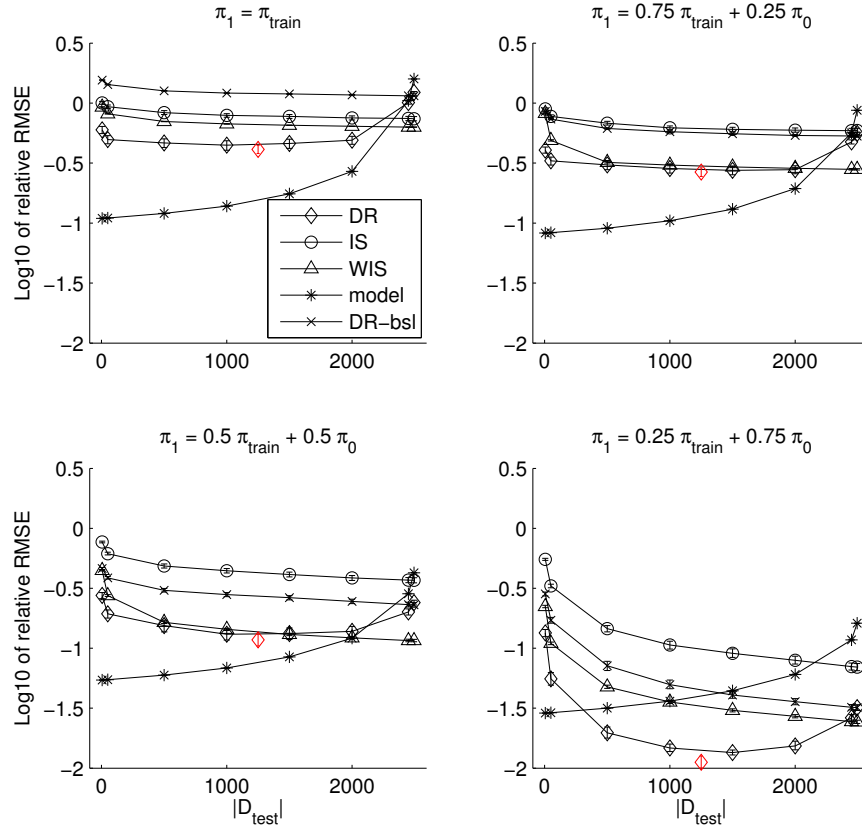 π1 = πtrain
π1 = 0.75 πtrain + 0.25 π0
0.5
0
−0.5
−1
−1.5
−2
Log10 of relative RMSE
0 1000 2000
DR
IS
WIS
model
DR−bsl
0.5
0
−0.5
−1
−1.5
−2
0 1000 2000
π1 = 0.5 πtrain + 0.5 π0
π1 = 0.25 πtrain + 0.75 π0
0.5
0
−0.5
−1
−1.5
−2
Log10 of relative RMSE
0 1000 2000
|Dtest|
0.5
0
−0.5
−1
−1.5
−2
0 1000 2000
|Dtest|